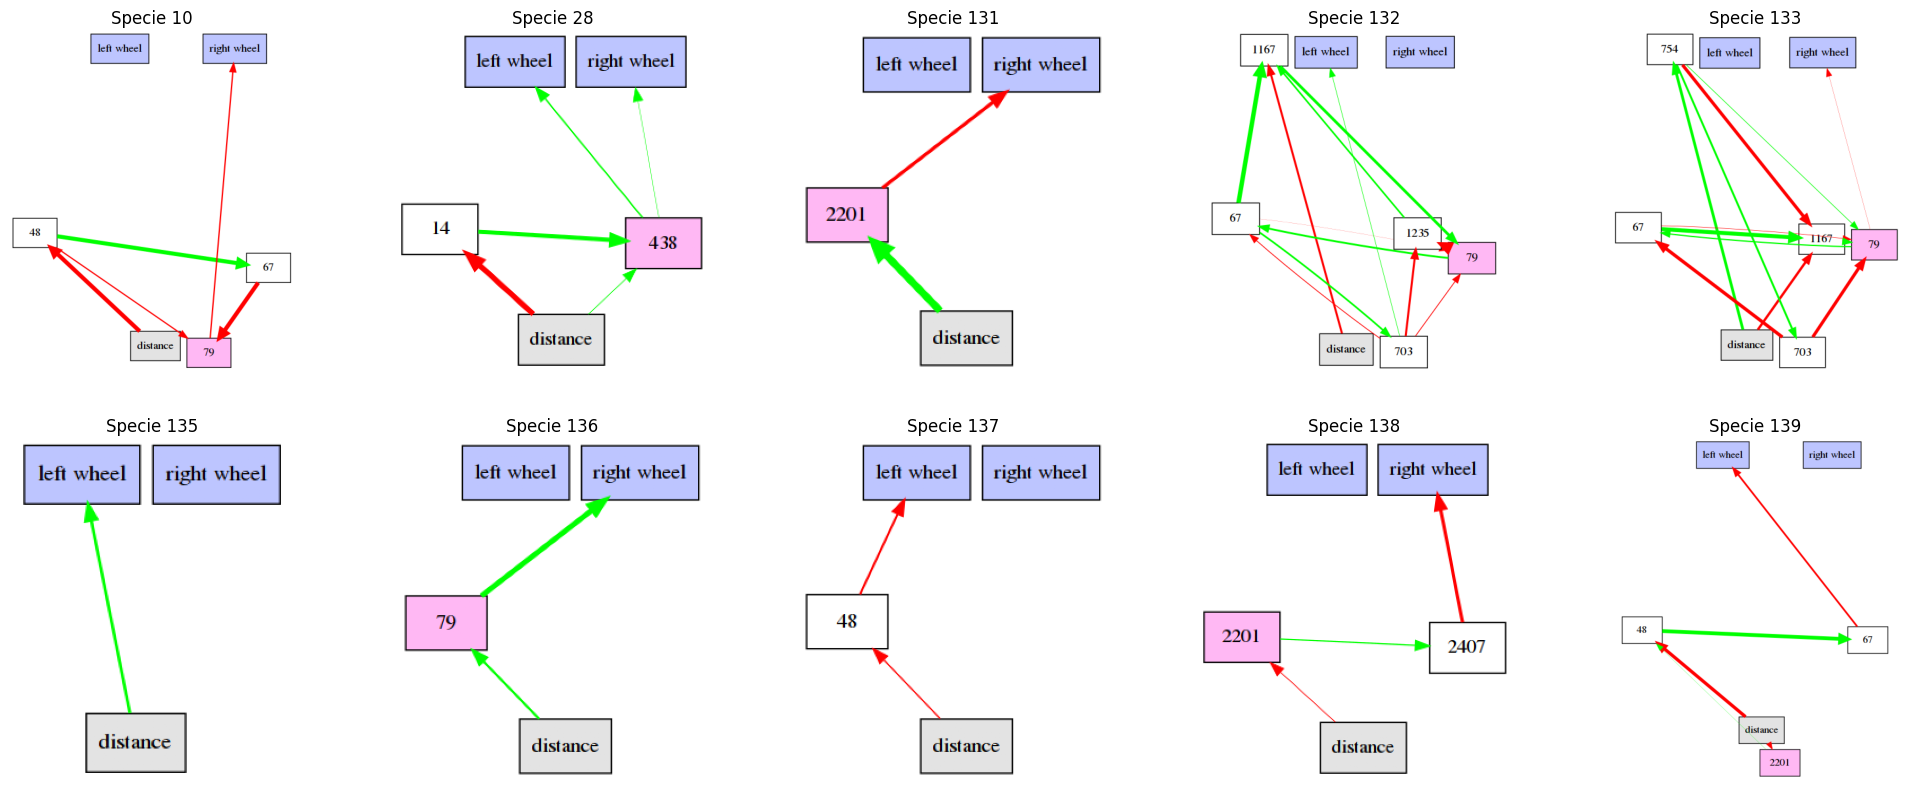 Specie 10
left wheel
right wheel
48
67
distance
79
Specie 28
left wheel
right wheel
14
438
distance
Specie 131
left wheel
right wheel
2201
distance
Specie 132
1167
left wheel
right wheel
67
1235
79
distance
703
Specie 133
754
left wheel
right wheel
67
1167
79
distance
703
Specie 135
left wheel
right wheel
distance
Specie 136
left wheel
right wheel
79
distance
Specie 137
left wheel
right wheel
48
distance
Specie 138
left wheel
right wheel
2201
2407
distance
Specie 139
left wheel
right wheel
48
67
distance
2201